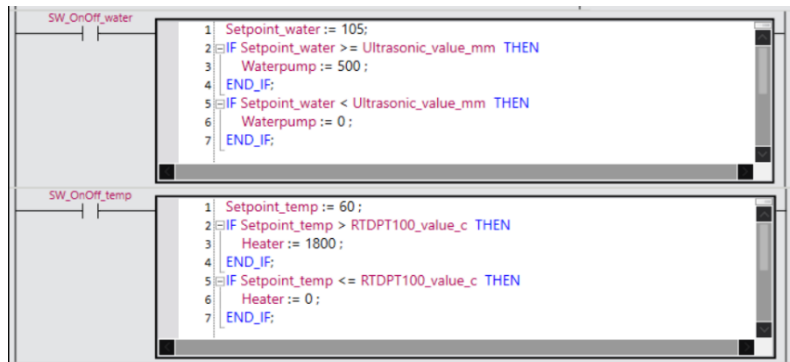 SW_OnOff_water
1 Setpoint_water := 105;
2 IF Setpoint_water >= Ultrasonic_value_mm THEN
3 Waterpump := 500 ;
4 END_IF;
5 IF Setpoint_water < Ultrasonic_value_mm THEN
6 Waterpump := 0 ;
7 END_IF;
SW_OnOff_temp
1 Setpoint_temp := 60 ;
2 IF Setpoint_temp > RTDPT100_value_c THEN
3 Heater := 1800 ;
4 END_IF;
5 IF Setpoint_temp <= RTDPT100_value_c THEN
6 Heater := 0 ;
7 END_IF;